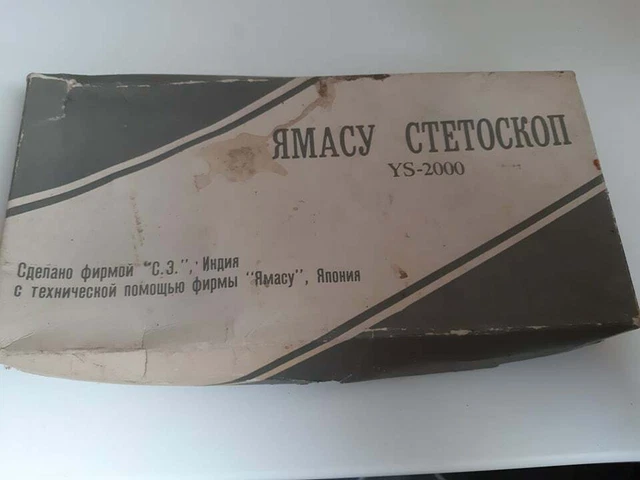 ЯМАСУ СТЕТОСКОП
YS-2000
Сделано фирмой "С.Э.", Индия
с технической помощью фирмы "Ямасу", Япония